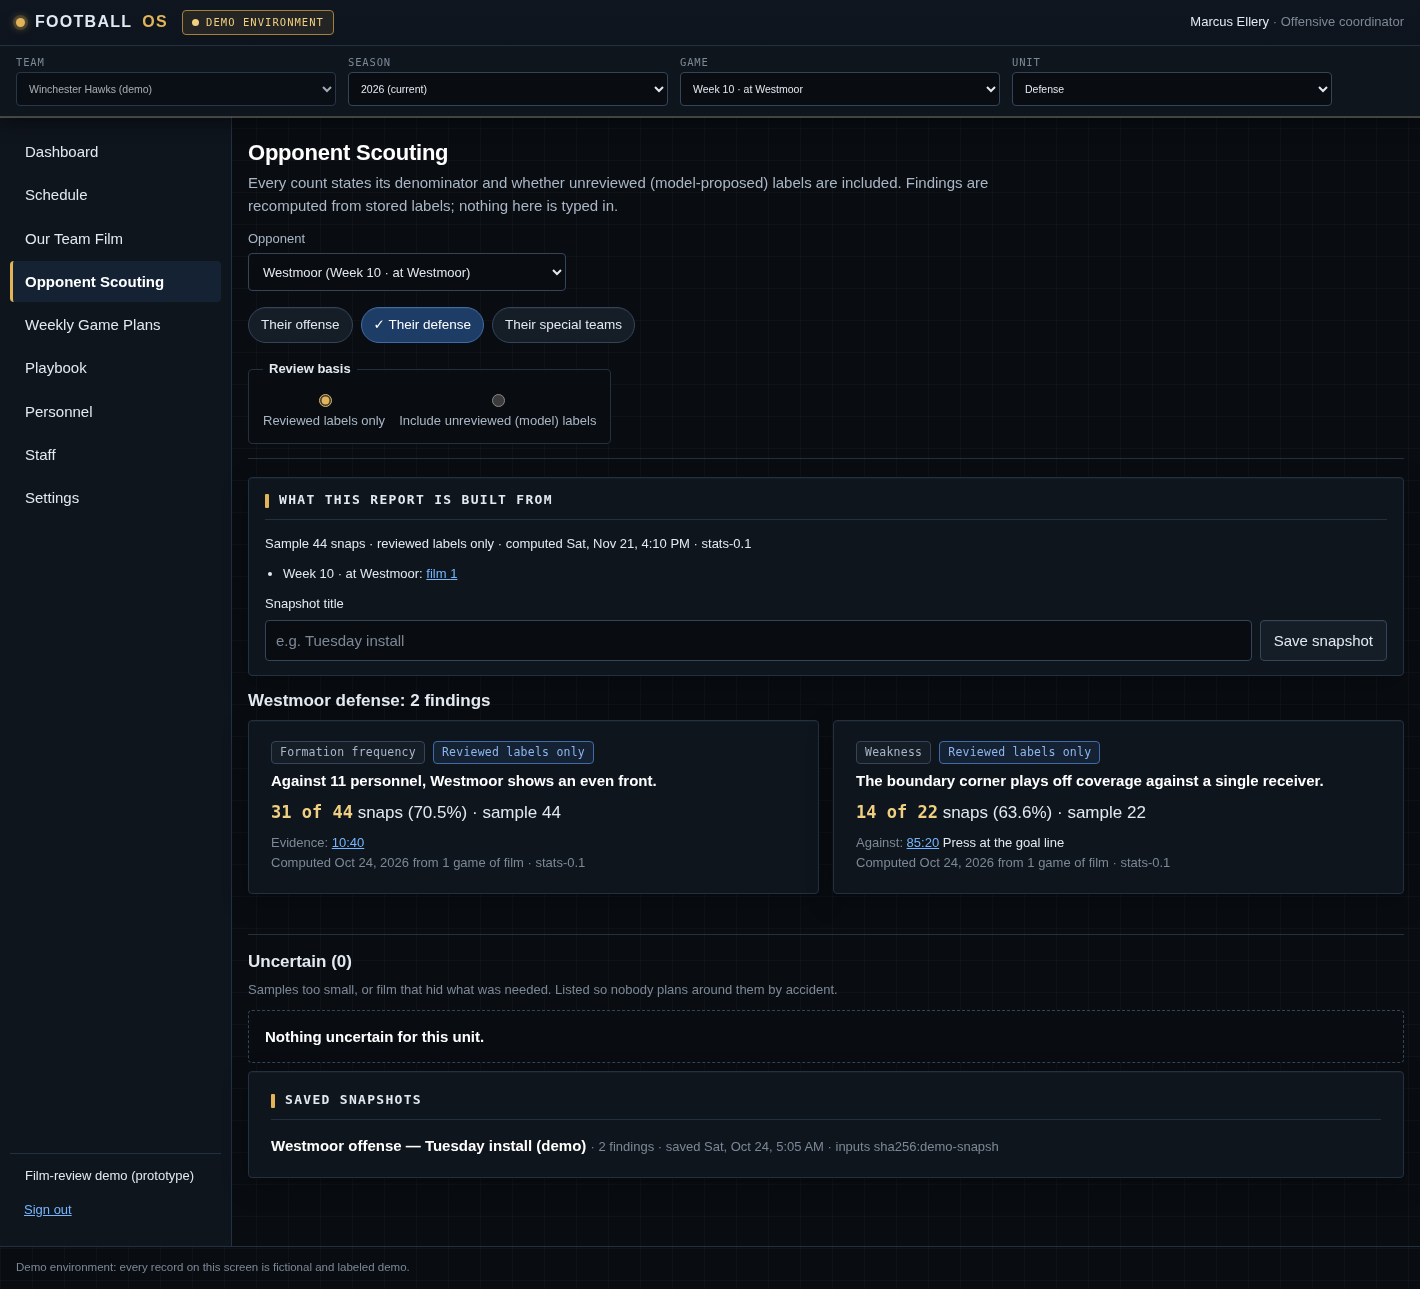 FOOTBALL OS
DEMO ENVIRONMENT
Marcus Ellery · Offensive coordinator
TEAM
Winchester Hawks (demo)
SEASON
2026 (current)
GAME
Week 10 · at Westmoor
UNIT
Defense
Dashboard
Schedule
Our Team Film
Opponent Scouting
Weekly Game Plans
Playbook
Personnel
Staff
Settings
Film-review demo (prototype)
Sign out
Opponent Scouting
Every count states its denominator and whether unreviewed (model-proposed) labels are included. Findings are
recomputed from stored labels; nothing here is typed in.
Opponent
Westmoor (Week 10 · at Westmoor)
Their offense
✓ Their defense
Their special teams
Review basis
Reviewed labels only
Include unreviewed (model) labels
WHAT THIS REPORT IS BUILT FROM
Sample 44 snaps · reviewed labels only · computed Sat, Nov 21, 4:10 PM · stats-0.1
• Week 10 · at Westmoor: film 1
Snapshot title
e.g. Tuesday install
Save snapshot
Westmoor defense: 2 findings
Formation frequency
Reviewed labels only
Against 11 personnel, Westmoor shows an even front.
31 of 44 snaps (70.5%) · sample 44
Evidence: 10:40
Computed Oct 24, 2026 from 1 game of film · stats-0.1
Weakness
Reviewed labels only
The boundary corner plays off coverage against a single receiver.
14 of 22 snaps (63.6%) · sample 22
Against: 85:20 Press at the goal line
Computed Oct 24, 2026 from 1 game of film · stats-0.1
Uncertain (0)
Samples too small, or film that hid what was needed. Listed so nobody plans around them by accident.
Nothing uncertain for this unit.
SAVED SNAPSHOTS
Westmoor offense — Tuesday install (demo) · 2 findings · saved Sat, Oct 24, 5:05 AM · inputs sha256:demo-snapsh
Demo environment: every record on this screen is fictional and labeled demo.